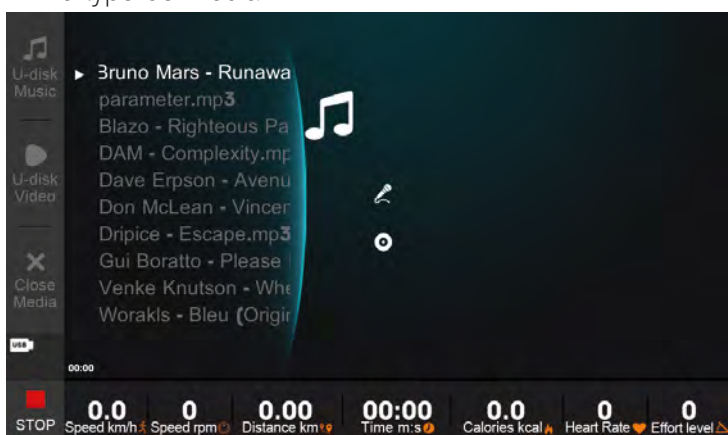 U-disk
Music
U-disk
Video
Close
Media
USB
STOP
Bruno Mars - Runawa
parameter.mp3
Blazo - Righteous Pa
DAM - Complexity.mp
Dave Erpson - Avenu
Don McLean - Vincen
Dripice - Escape.mp3
Gui Boratto - Please
Venke Knutson - Whe
Worakls - Bleu (Origin
00:00
0.0 0 0.00 00:00 0.0 0 0
Speed km/h Speed rpm Distance km Time m:s Calories kcal Heart Rate Effort level